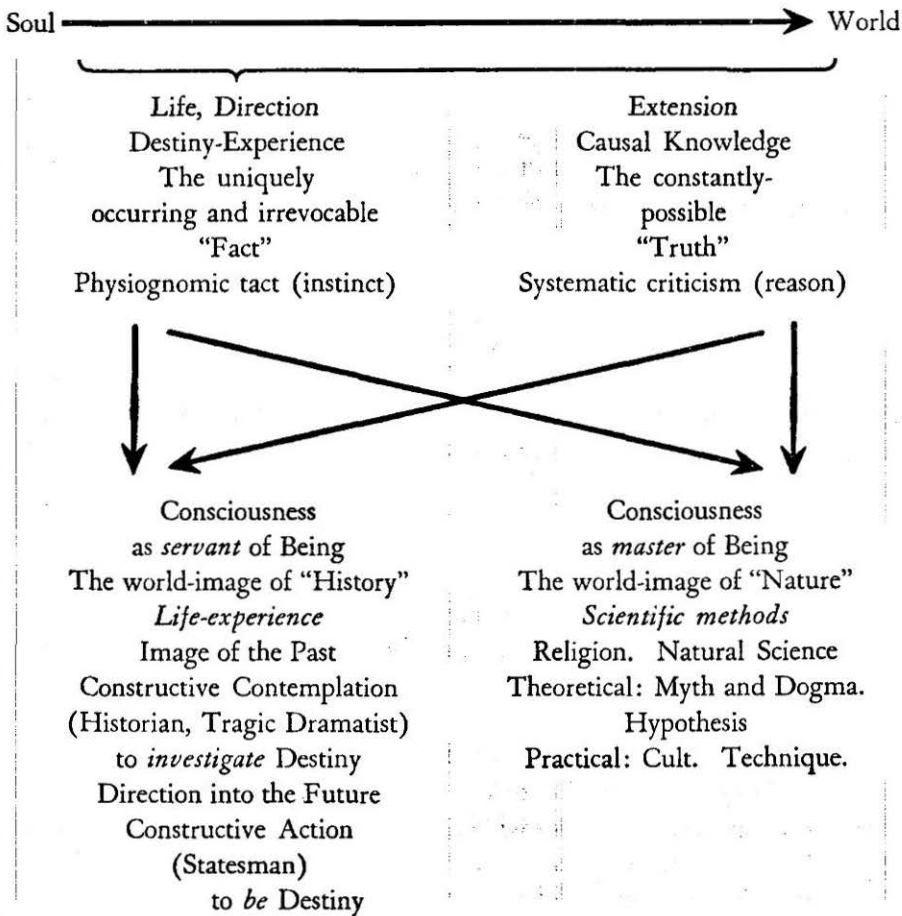 Soul World
Life, Direction
Destiny-Experience
The uniquely
occurring and irrevocable
“Fact”
Physiognomic tact (instinct)
Extension
Causal Knowledge
The constantly-
possible
“Truth”
Systematic criticism (reason)
Consciousness
as servant of Being
The world-image of “History”
Life-experience
Image of the Past
Constructive Contemplation
(Historian, Tragic Dramatist)
to investigate Destiny
Direction into the Future
Constructive Action
(Statesman)
to be Destiny
Consciousness
as master of Being
The world-image of “Nature”
Scientific methods
Religion. Natural Science
Theoretical: Myth and Dogma.
Hypothesis
Practical: Cult. Technique.